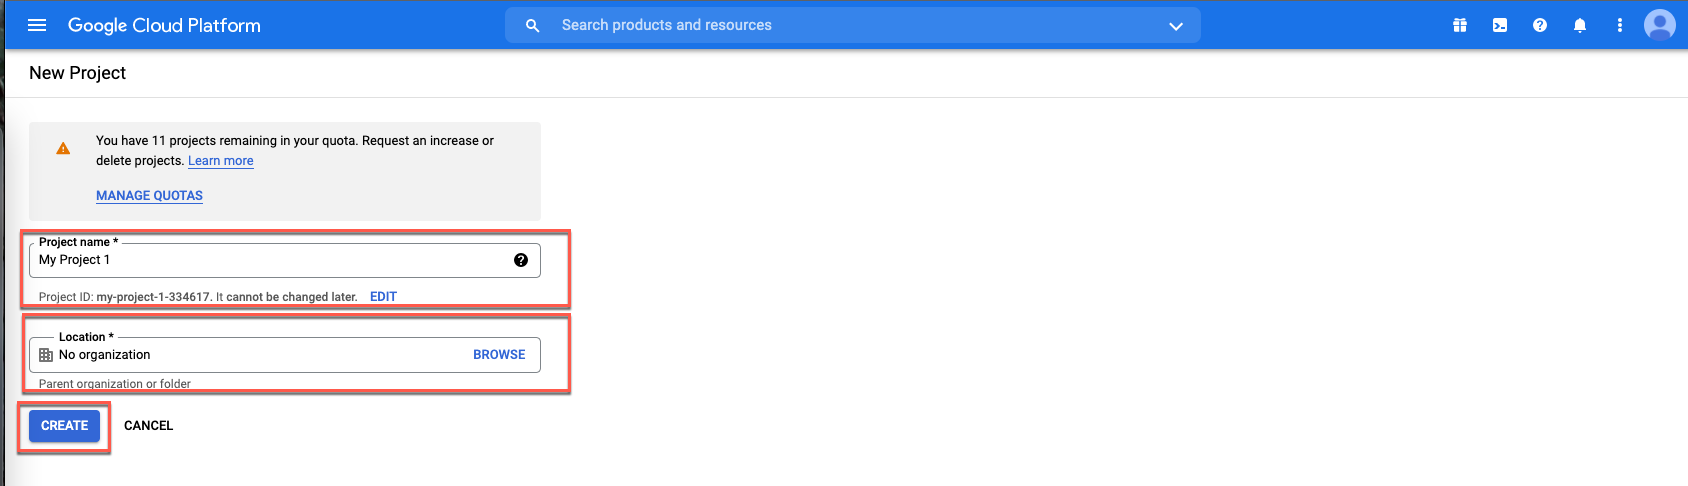 Google Cloud Platform
Search products and resources
New Project
You have 11 projects remaining in your quota. Request an increase or
delete projects. Learn more
MANAGE QUOTAS
Project name *
My Project 1
Project ID: my-project-1-334617. It cannot be changed later. EDIT
Location *
No organization BROWSE
Parent organization or folder
CREATE CANCEL